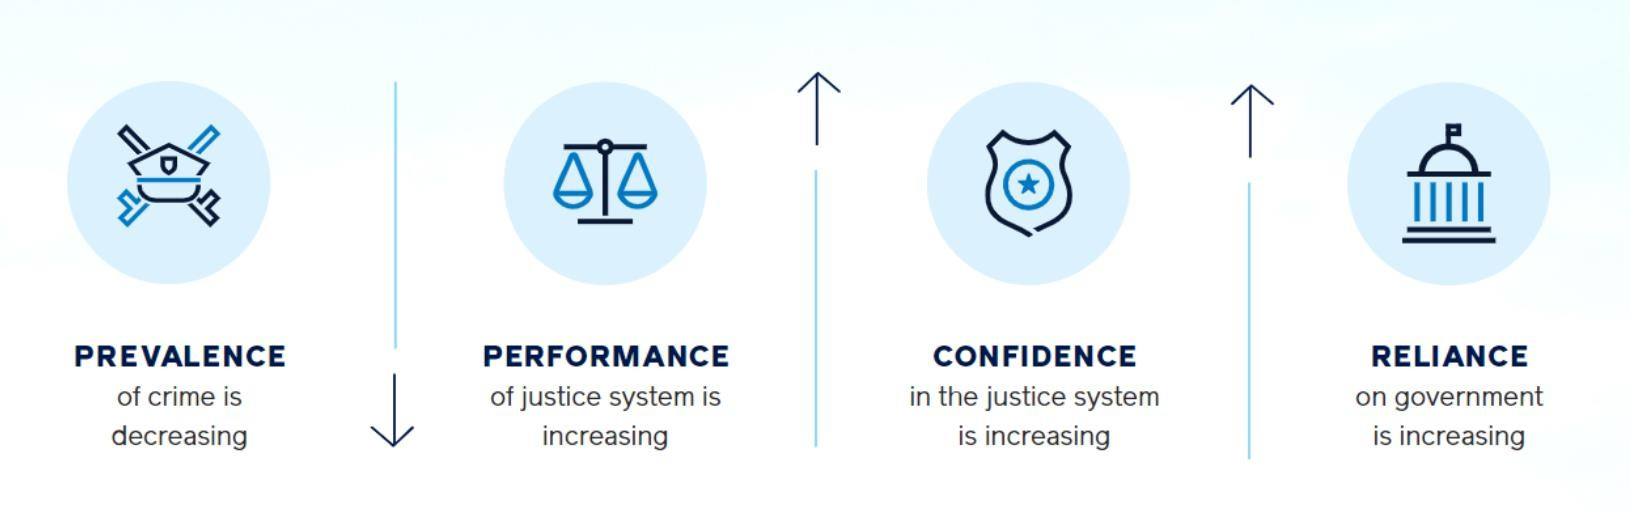 PREVALENCE
of crime is
decreasing
PERFORMANCE
of justice system is
increasing
CONFIDENCE
in the justice system
is increasing
RELIANCE
on government
is increasing